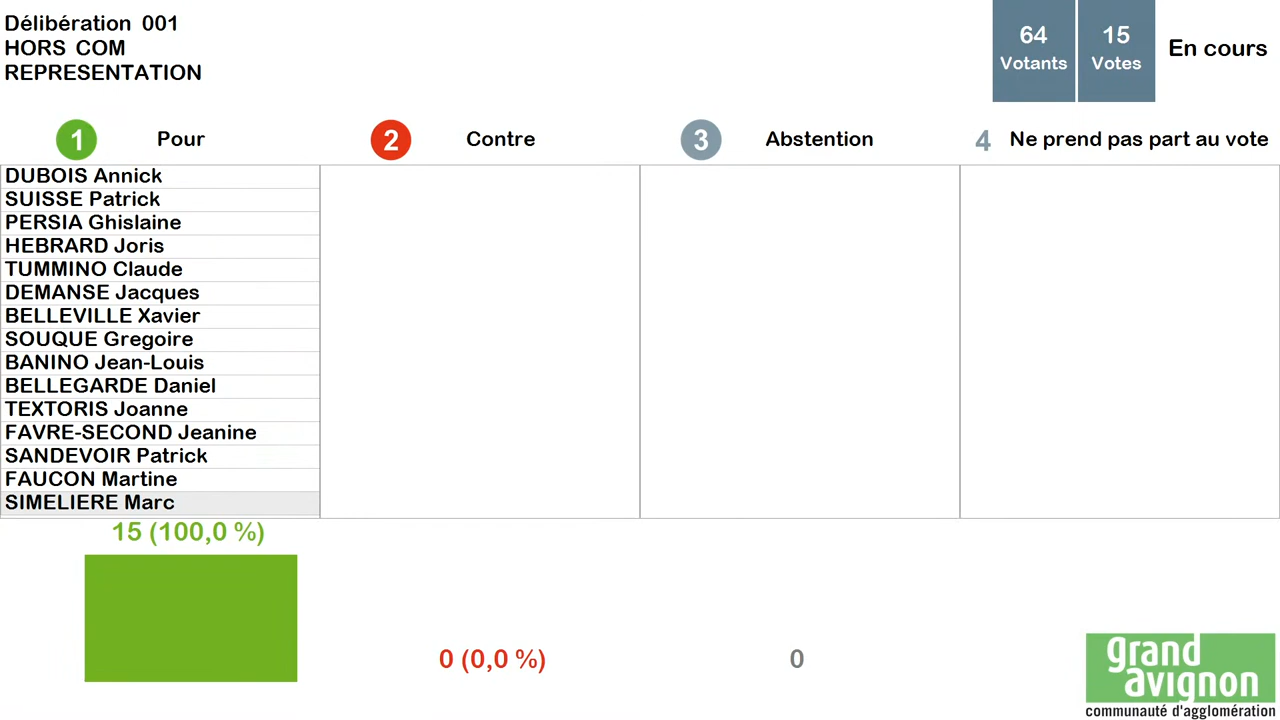 Délibération 001
HORS COM
REPRESENTATION
64
Votants
15
Votes
En cours
1 Pour
2 Contre
3 Abstention
4 Ne prend pas part au vote
DUBOIS Annick
SUISSE Patrick
PERSIA Ghislaine
HEBRARD Joris
TUMMINO Claude
DEMANSE Jacques
BELLEVILLE Xavier
SOUQUE Gregoire
BANINO Jean-Louis
BELLEGARDE Daniel
TEXTORIS Joanne
FAVRE-SECOND Jeanine
SANDEVOIR Patrick
FAUCON Martine
SIMELIERE Marc
15 (100,0 %)
0 (0,0 %)
0
grand
avignon
communauté d'agglomération